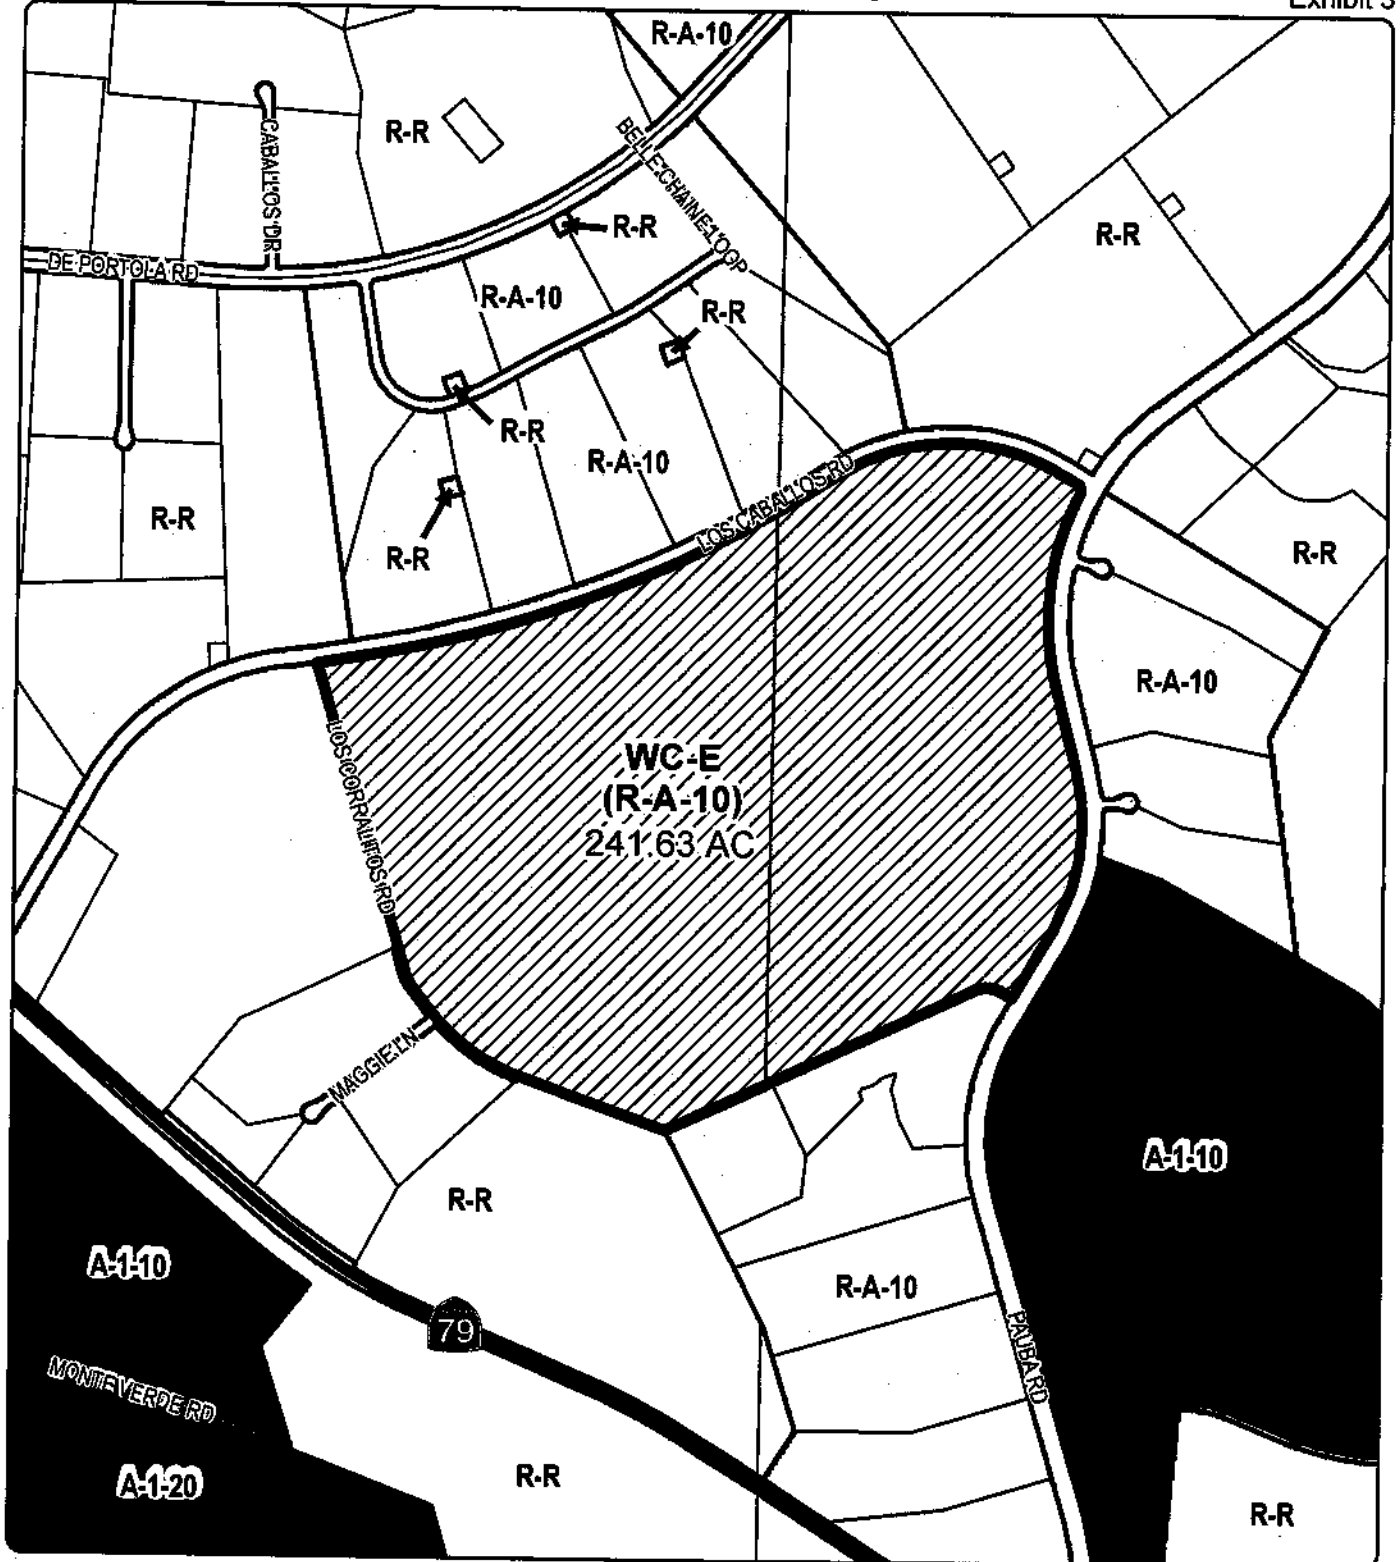 Exhibit 3
R-A-10
R-R
CABALLOS DR
BELLE CHAINE LOOP
R-R
R-R
DE PORTOLA RD
R-A-10
R-R
R-R
R-A-10
LOS CABALLOS RD
R-R
R-R
R-R
R-A-10
LOS CORRALITOS RD
WC-E
(R-A-10)
241.63 AC
MAGGIE LN
A-1-10
R-R
A-1-10
R-A-10
79
PAUBA RD
MONTE VERDE RD
A-1-20
R-R
R-R